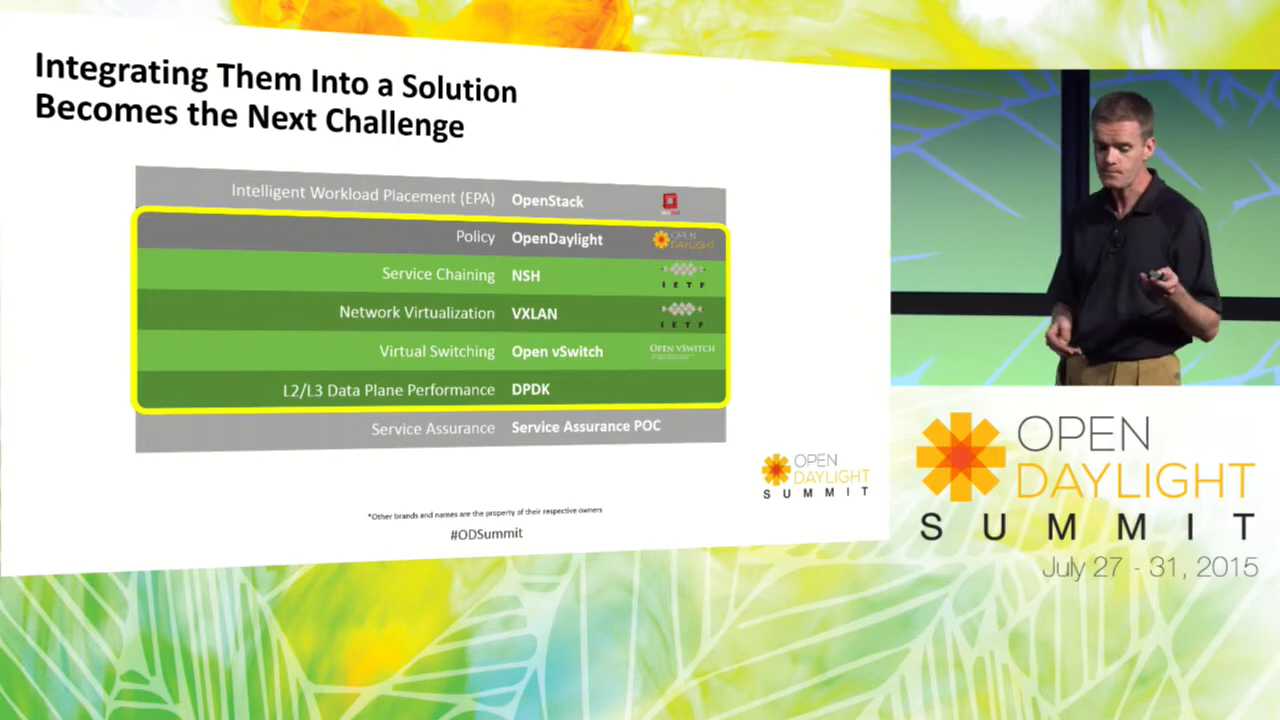 Integrating Them Into a Solution
Becomes the Next Challenge
Intelligent Workload Placement (EPA) OpenStack
Policy OpenDaylight OPEN DAYLIGHT
Service Chaining NSH IETF
Network Virtualization VXLAN IETF
Virtual Switching Open vSwitch OPEN VSWITCH
L2/L3 Data Plane Performance DPDK
Service Assurance Service Assurance POC
OPEN
DAYLIGHT
SUMMIT
*Other brands and names are the property of their respective owners
#ODSummit
OPEN
DAYLIGHT
SUMMIT
July 27 - 31, 2015